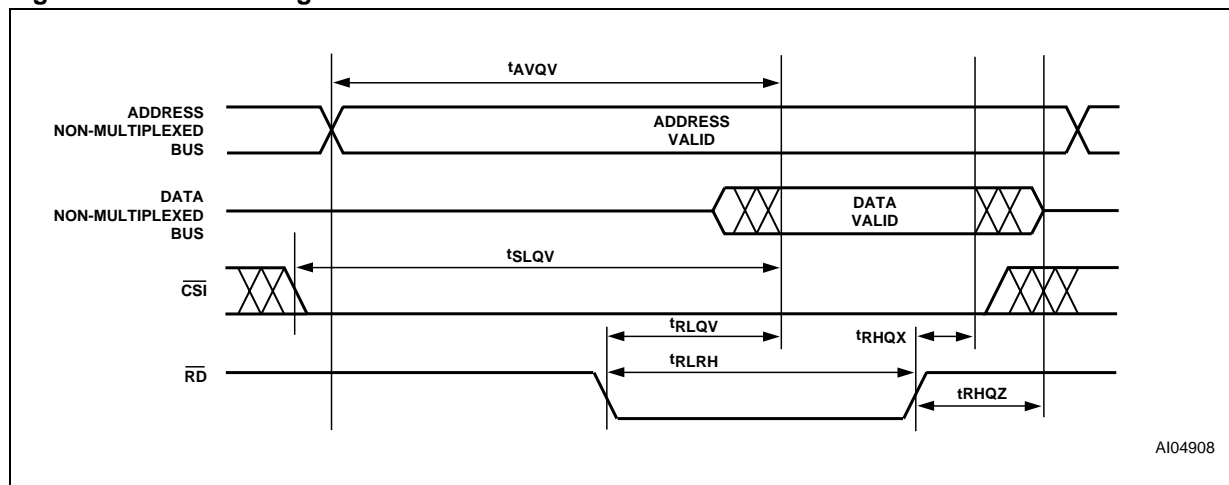 tAVQV
ADDRESS
NON-MULTIPLEXED
BUS
ADDRESS
VALID
DATA
NON-MULTIPLEXED
BUS
DATA
VALID
tSLQV
CSI
tRLQV
tRHQX
tRLRH
RD
tRHQZ
AI04908